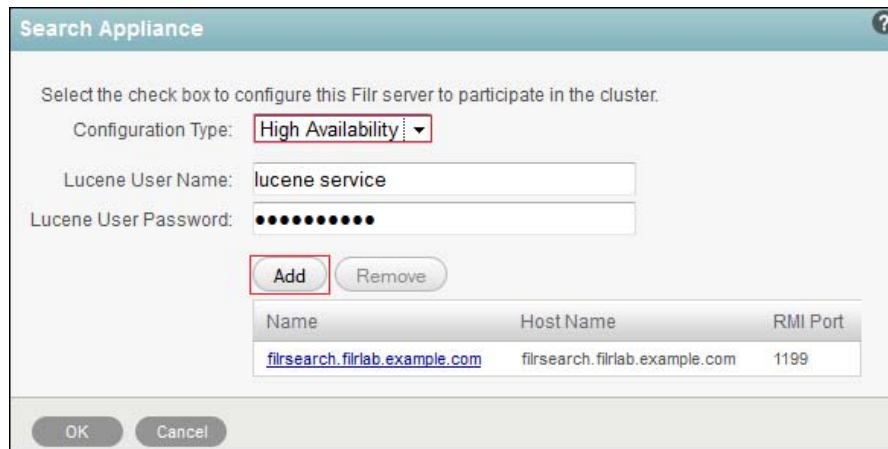 Search Appliance
?
Select the check box to configure this Filr server to participate in the cluster.
Configuration Type: High Availability
Lucene User Name: lucene service
Lucene User Password: ●●●●●●●●●●
Add Remove
Name Host Name RMI Port
filrsearch.filrlab.example.com filrsearch.filrlab.example.com 1199
OK Cancel